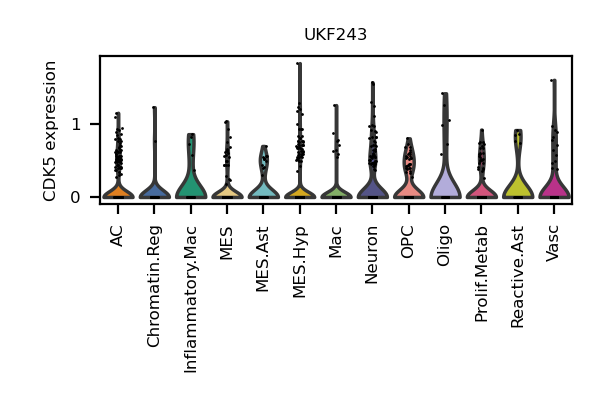 UKF243
CDK5 expression
1
0
AC
Chromatin.Reg
Inflammatory.Mac
MES
MES.Ast
MES.Hyp
Mac
Neuron
OPC
Oligo
Prolif.Metab
Reactive.Ast
Vasc